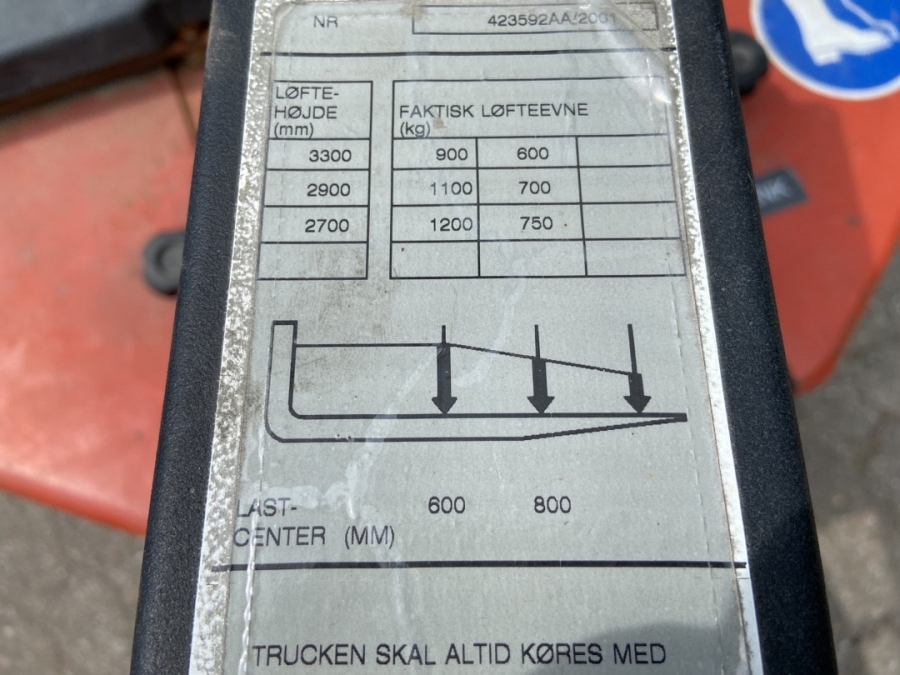 NR 423592AA/2001
LØFTE-
HØJDE
(mm)
FAKTISK LØFTEEVNE
(kg)
3300 900 600
2900 1100 700
2700 1200 750
600 800
LAST-
CENTER (MM)
TRUCKEN SKAL ALTID KØRES MED